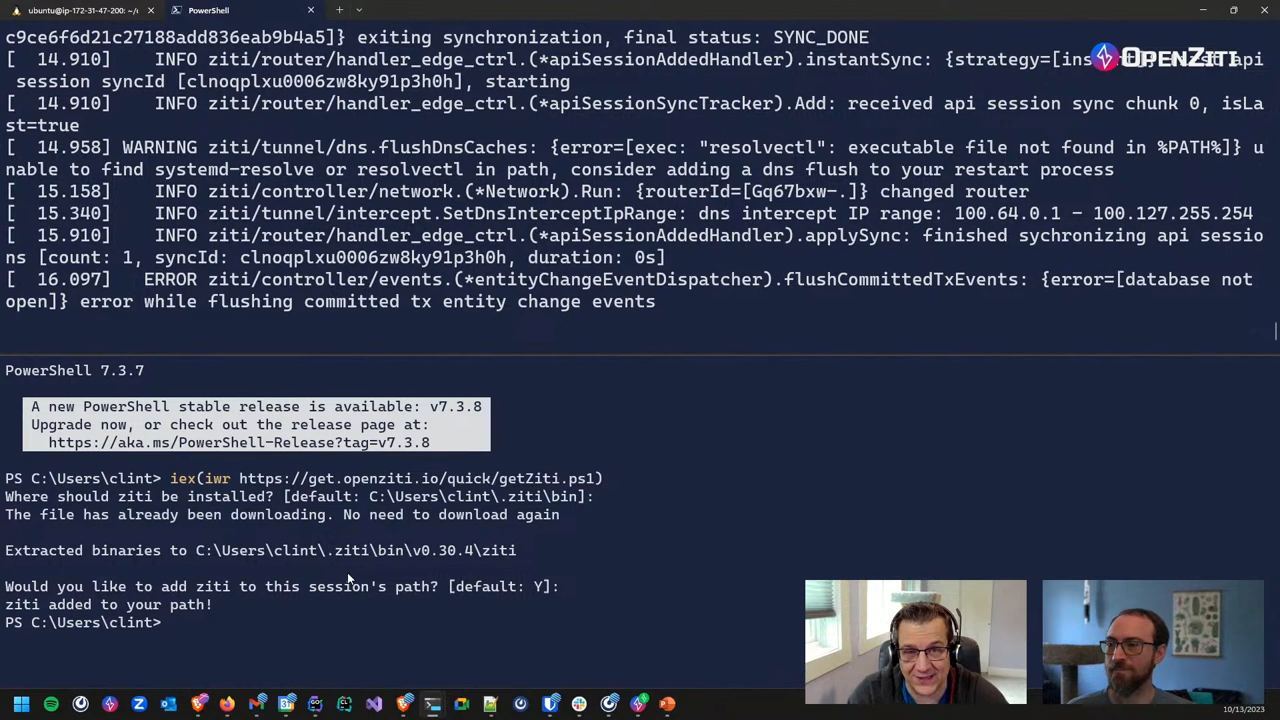 ubuntu@ip-172-31-47-200: ~/
PowerShell
c9ce6f6d21c27188add836eab9b4a5]} exiting synchronization, final status: SYNC_DONE
[  14.910]    INFO ziti/router/handler_edge_ctrl.(*apiSessionAddedHandler).instantSync: {strategy=[ins api
session syncId [clnoqplxu0006zw8ky91p3h0h], starting
[  14.910]    INFO ziti/router/handler_edge_ctrl.(*apiSessionSyncTracker).Add: received api session sync chunk 0, isLa
st=true
[  14.958] WARNING ziti/tunnel/dns.flushDnsCaches: {error=[exec: "resolvectl": executable file not found in %PATH%]} u
nable to find systemd-resolve or resolvectl in path, consider adding a dns flush to your restart process
[  15.158]    INFO ziti/controller/network.(*Network).Run: {routerId=[Gq67bxw-.]} changed router
[  15.340]    INFO ziti/tunnel/intercept.SetDnsInterceptIpRange: dns intercept IP range: 100.64.0.1 - 100.127.255.254
[  15.910]    INFO ziti/router/handler_edge_ctrl.(*apiSessionAddedHandler).applySync: finished sychronizing api sessio
ns [count: 1, syncId: clnoqplxu0006zw8ky91p3h0h, duration: 0s]
[  16.097]   ERROR ziti/controller/events.(*entityChangeEventDispatcher).flushCommittedTxEvents: {error=[database not
open]} error while flushing committed tx entity change events
OPENZITI
PowerShell 7.3.7
A new PowerShell stable release is available: v7.3.8
Upgrade now, or check out the release page at:
https://aka.ms/PowerShell-Release?tag=v7.3.8
PS C:\Users\clint> iex(iwr https://get.openziti.io/quick/getZiti.ps1)
Where should ziti be installed? [default: C:\Users\clint\.ziti\bin]:
The file has already been downloading. No need to download again
Extracted binaries to C:\Users\clint\.ziti\bin\v0.30.4\ziti
Would you like to add ziti to this session's path? [default: Y]:
ziti added to your path!
PS C:\Users\clint>
10/13/2023